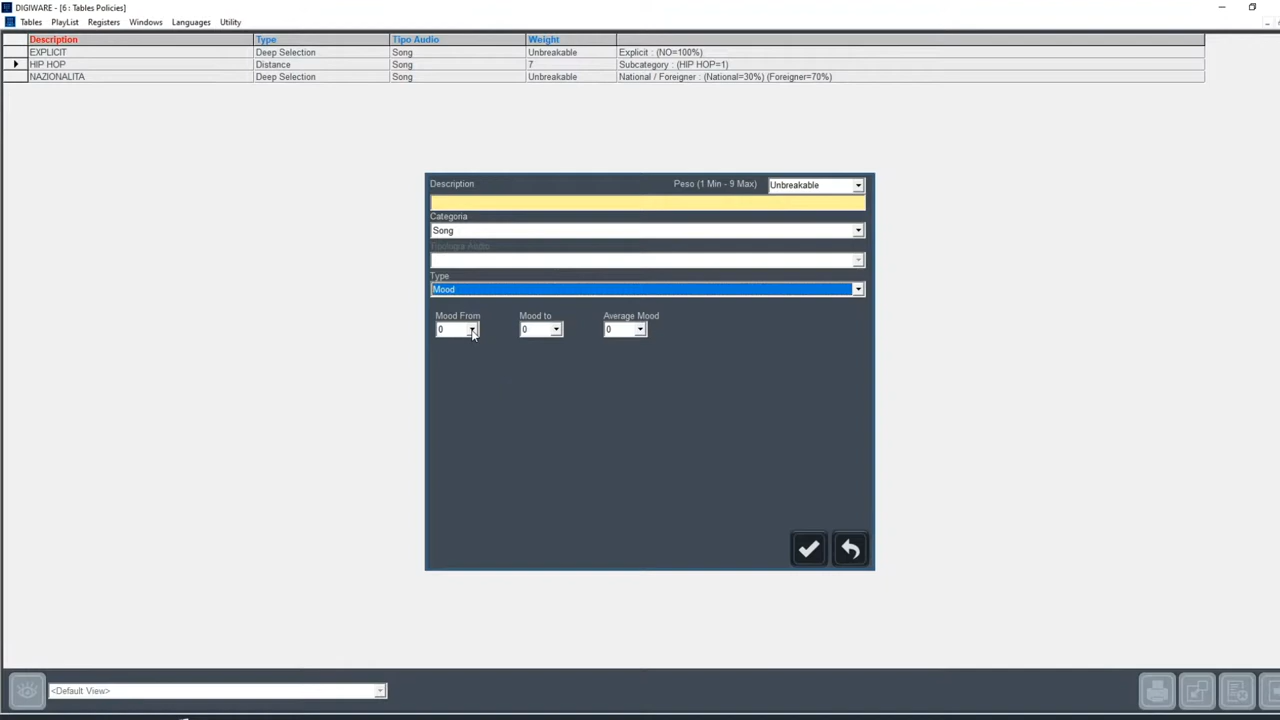 DIGIWARE - [6 : Tables Policies]
Tables PlayList Registers Windows Languages Utility
Description Type Tipo Audio Weight
EXPLICIT Deep Selection Song Unbreakable Explicit : (NO=100%)
HIP HOP Distance Song 7 Subcategory : (HIP HOP=1)
NAZIONALITA Deep Selection Song Unbreakable National / Foreigner : (National=30%) (Foreigner=70%)
Description Peso (1 Min - 9 Max) Unbreakable
Categoria
Song
Tipologia Audio
Type
Mood
Mood From Mood to Average Mood
0 0 0
<Default View>